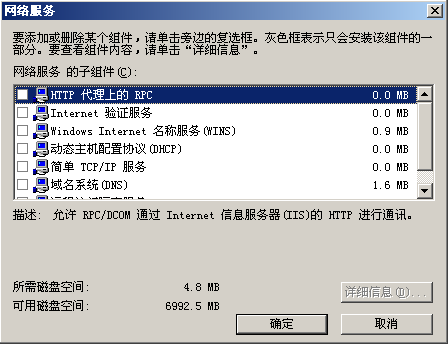 网络服务
要添加或删除某个组件，请单击旁边的复选框。灰色框表示只会安装该组件的一
部分。要查看组件内容，请单击“详细信息”。
网络服务 的子组件(C):
HTTP 代理上的 RPC 0.0 MB
Internet 验证服务 0.0 MB
Windows Internet 名称服务(WINS) 0.9 MB
动态主机配置协议(DHCP) 0.0 MB
简单 TCP/IP 服务 0.0 MB
域名系统(DNS) 1.6 MB
描述: 允许 RPC/DCOM 通过 Internet 信息服务器(IIS)的 HTTP 进行通讯。
所需磁盘空间: 4.8 MB
详细信息(D)...
可用磁盘空间: 6992.5 MB
确定
取消